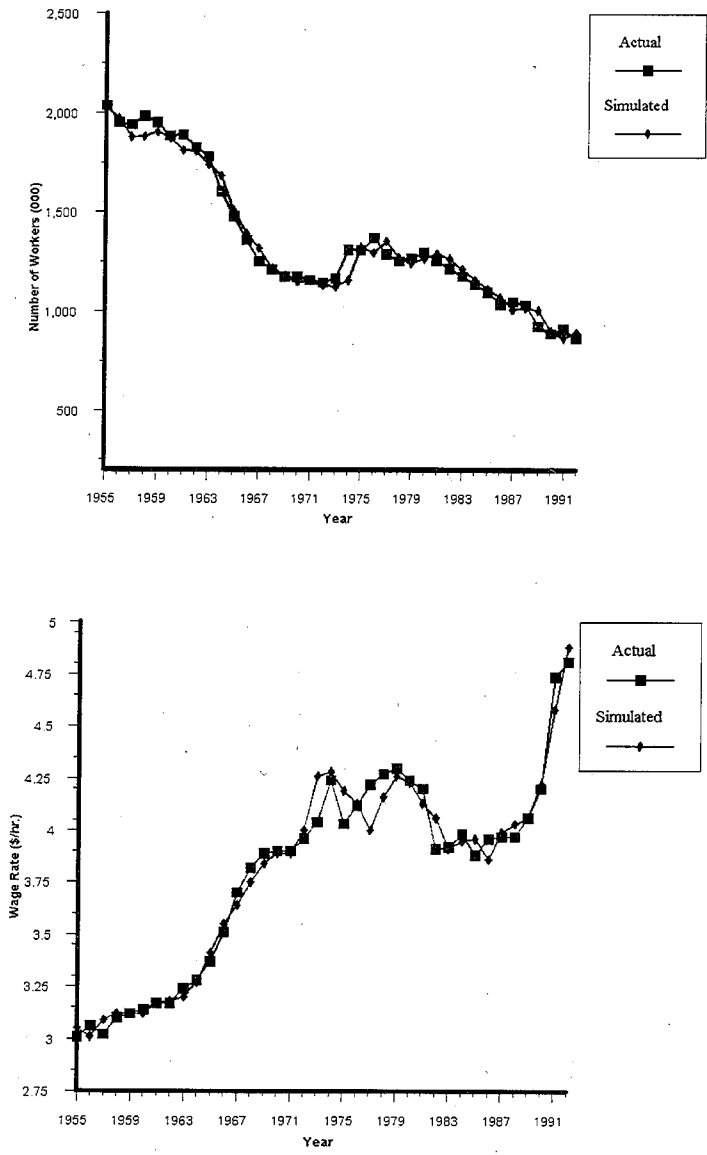 2,500
2,000
1,500
1,000
500
Number of Workers (000)
1955 1959 1963 1967 1971 1975 1979 1983 1987 1991
Year
Actual
Simulated
5
4.75
4.5
4.25
4
3.75
3.5
3.25
3
2.75
Wage Rate ($/hr.)
1955 1959 1963 1967 1971 1975 1979 1983 1987 1991
Year
Actual
Simulated